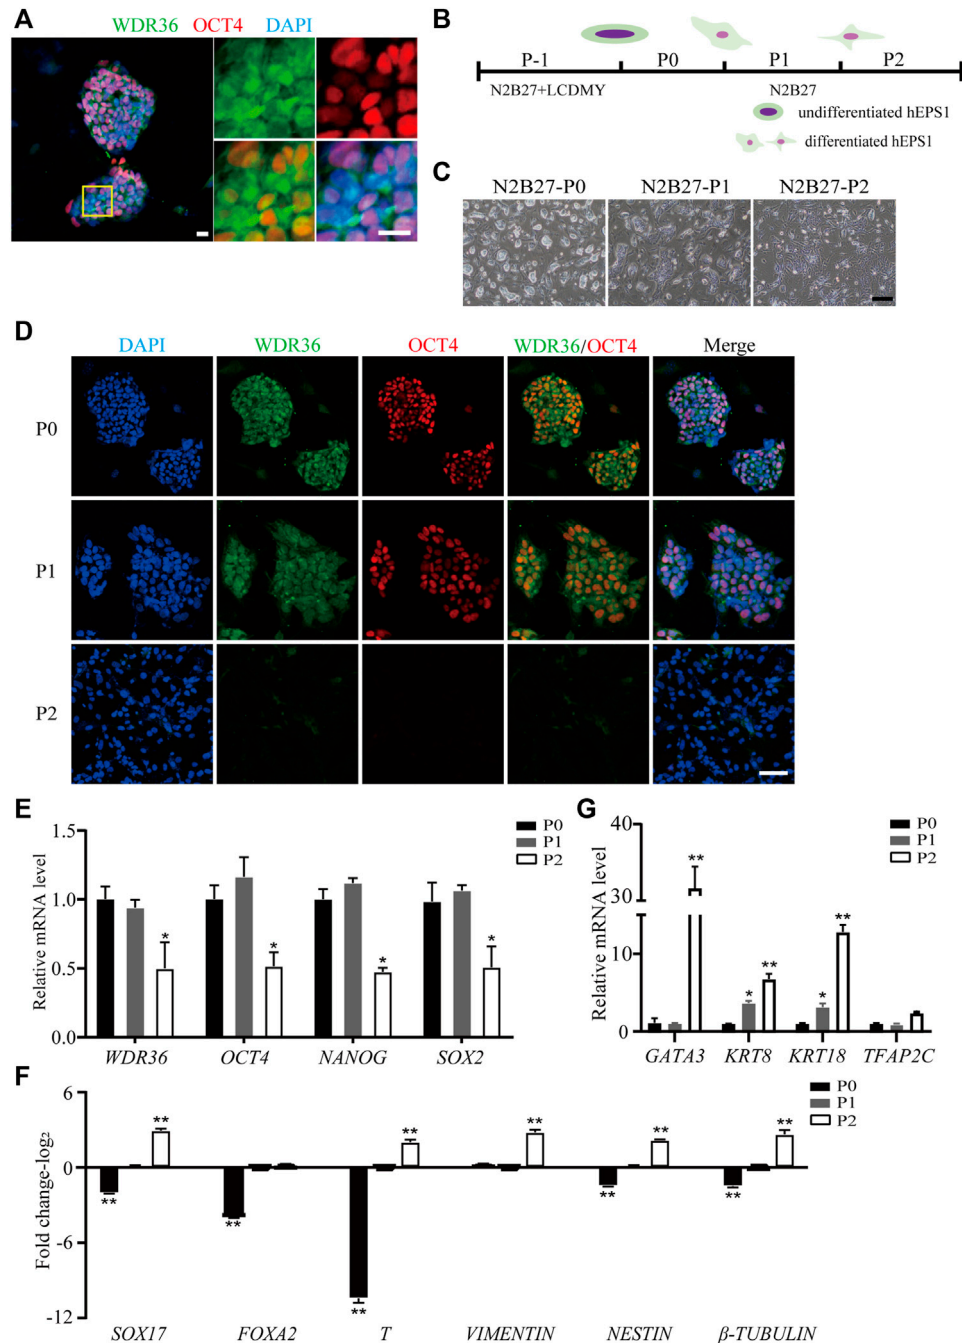 A
WDR36 OCT4 DAPI
B
P-1 P0 P1 P2
N2B27+LCDMY N2B27
undifferentiated hEPS1
differentiated hEPS1
C
N2B27-P0 N2B27-P1 N2B27-P2
D
DAPI WDR36 OCT4 WDR36/OCT4 Merge
P0
P1
P2
E
Relative mRNA level
1.5
1.0
0.5
0.0
P0
P1
P2
* * * *
WDR36 OCT4 NANOG SOX2
G
Relative mRNA level
40
30
10
0
P0
P1
P2
** * ** * **
GATA3 KRT8 KRT18 TFAP2C
F
Fold change-log₂
6
0
-6
-12
P0
P1
P2
** ** ** ** **
** ** ** ** **
SOX17 FOXA2 T VIMENTIN NESTIN β-TUBULIN